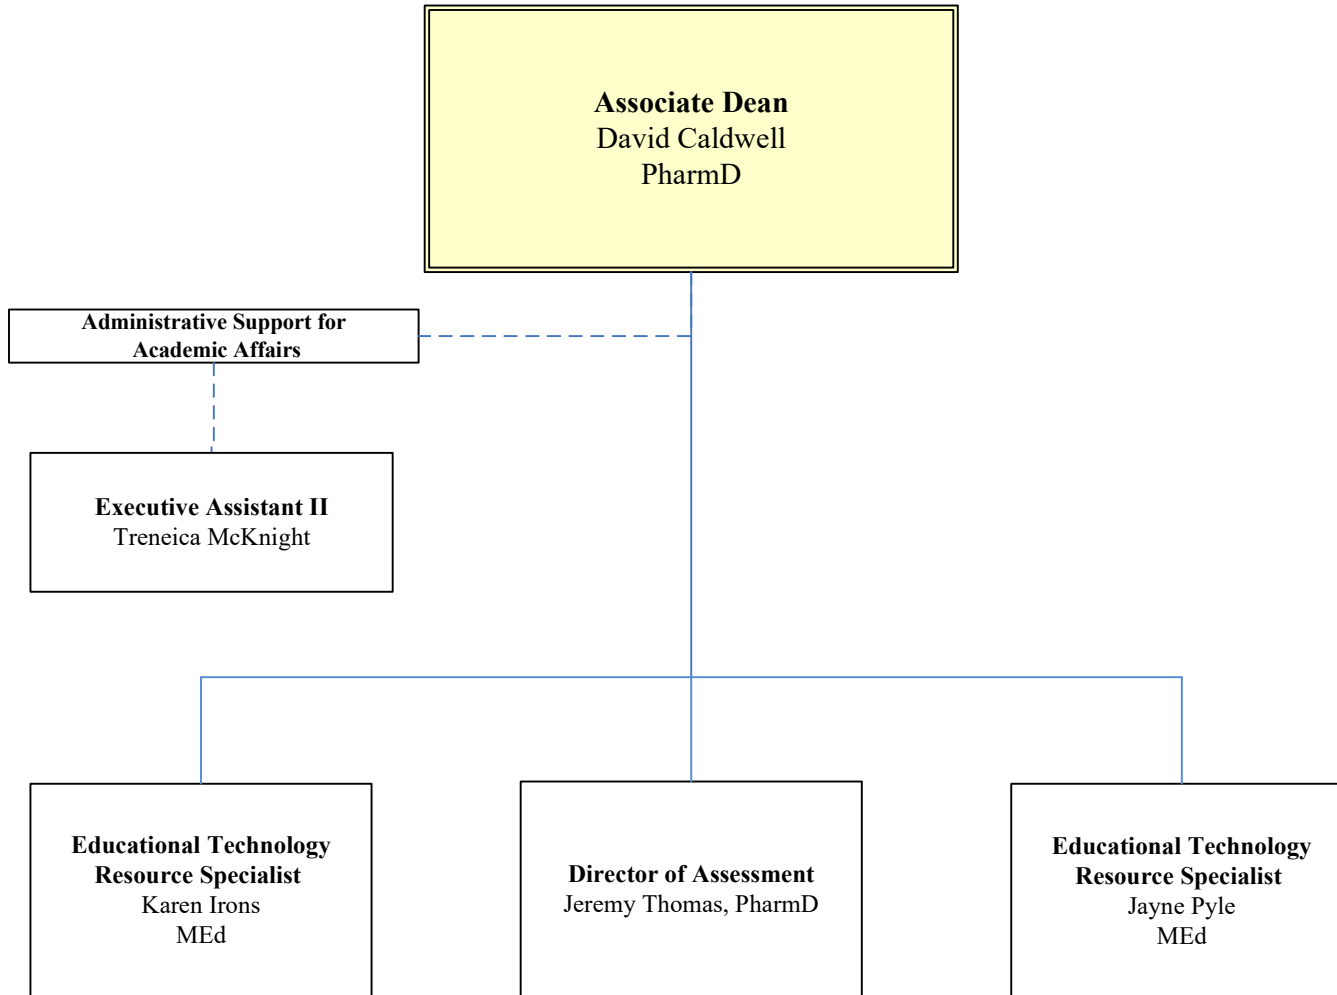 Associate Dean
David Caldwell
PharmD
Administrative Support for
Academic Affairs
Executive Assistant II
Treneica McKnight
Educational Technology
Resource Specialist
Karen Irons
MEd
Director of Assessment
Jeremy Thomas, PharmD
Educational Technology
Resource Specialist
Jayne Pyle
MEd